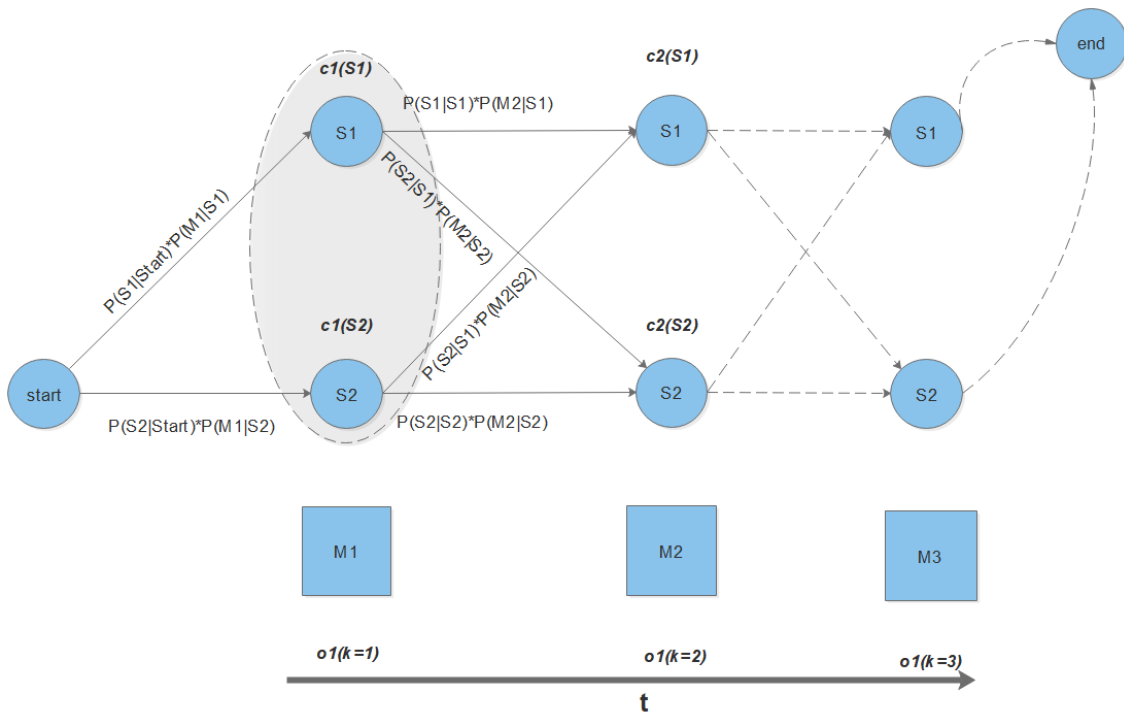 end
c1(S1)
c2(S1)
P(S1|S1)*P(M2|S1)
S1
S1
S1
P(S1|Start)*P(M1|S1)
P(S2|S1)*P(M2|S2)
P(S2|S1)*P(M2|S2)
c1(S2)
c2(S2)
start
S2
S2
S2
P(S2|Start)*P(M1|S2)
P(S2|S2)*P(M2|S2)
M1
M2
M3
o1(k=1)
o1(k=2)
o1(k=3)
t